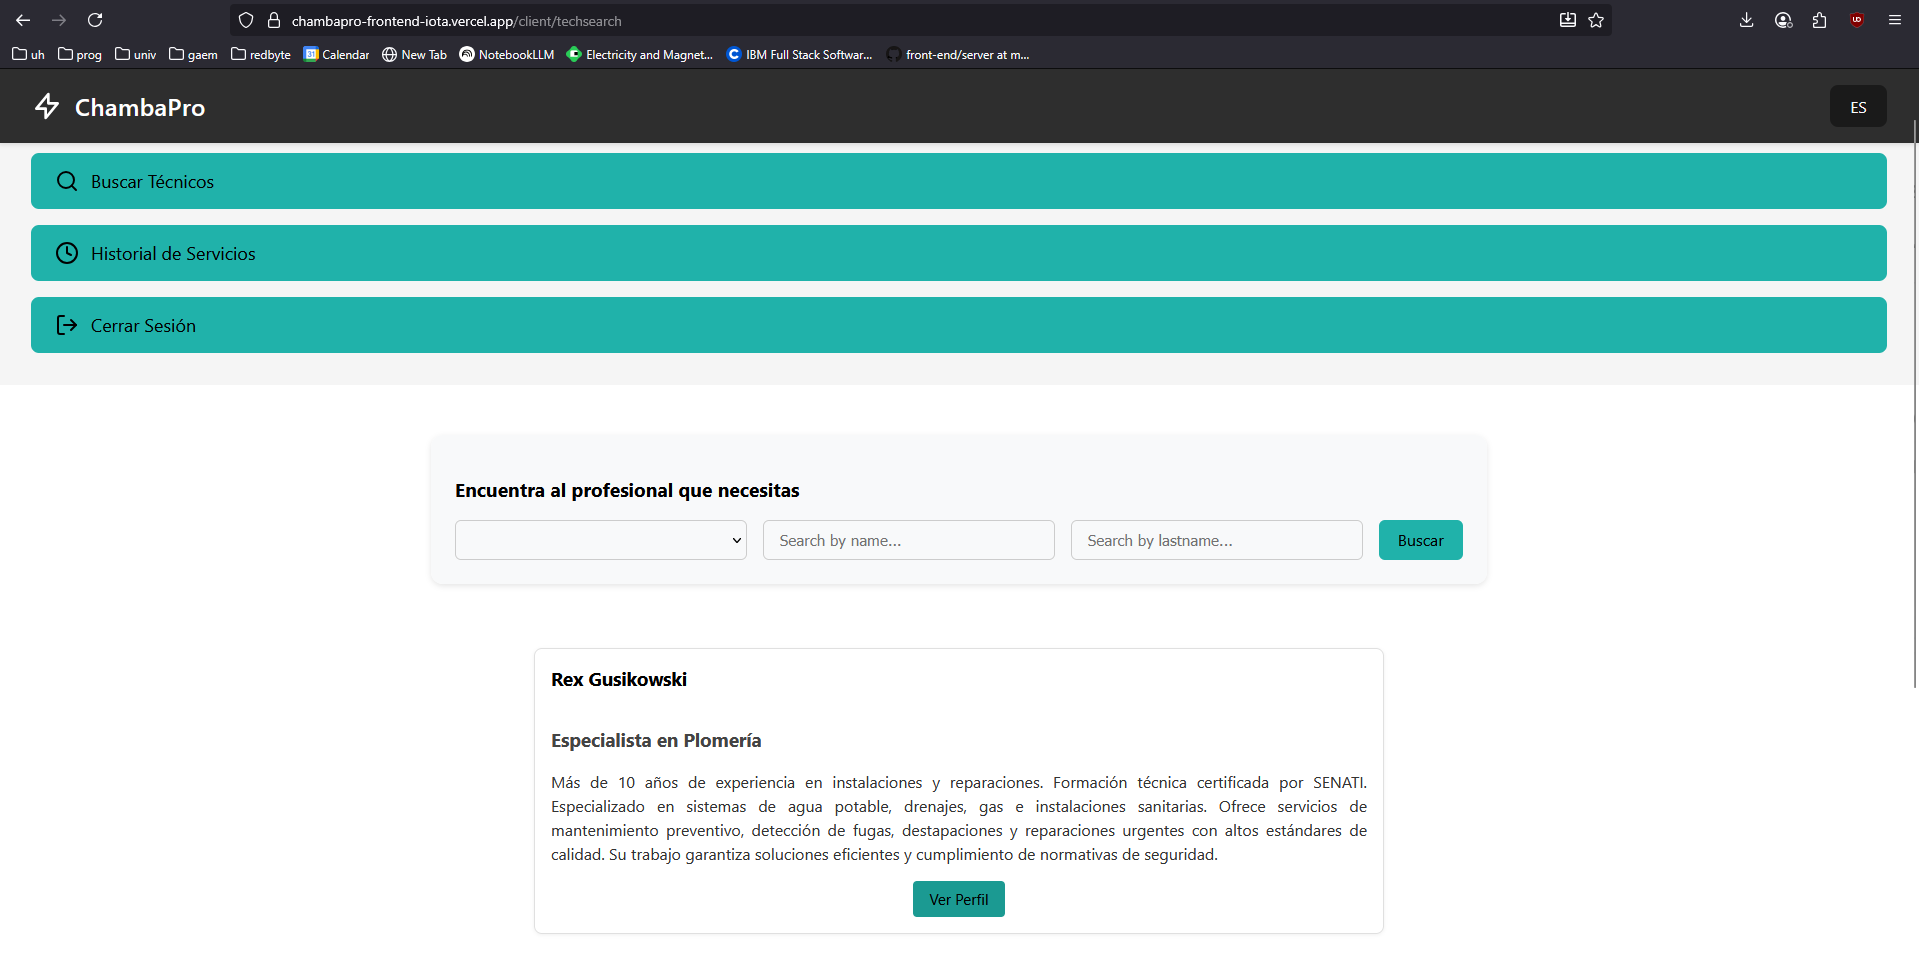 chambapro-frontend-iota.vercel.app/client/techsearch
uh prog univ gaem redbyte 31 Calendar New Tab NotebookLLM Electricity and Magnet... IBM Full Stack Softwar... front-end/server at m...
ChambaPro
ES
Buscar Técnicos
Historial de Servicios
Cerrar Sesión
Encuentra al profesional que necesitas
Search by name... Search by lastname... Buscar
Rex Gusikowski
Especialista en Plomería
Más de 10 años de experiencia en instalaciones y reparaciones. Formación técnica certificada por SENATI.
Especializado en sistemas de agua potable, drenajes, gas e instalaciones sanitarias. Ofrece servicios de
mantenimiento preventivo, detección de fugas, destapaciones y reparaciones urgentes con altos estándares de
calidad. Su trabajo garantiza soluciones eficientes y cumplimiento de normativas de seguridad.
Ver Perfil